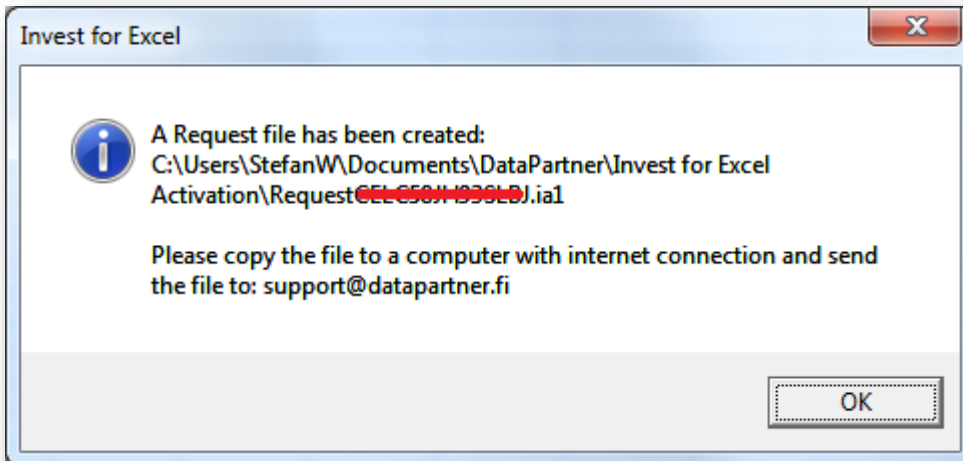 Invest for Excel
A Request file has been created:
C:\Users\StefanW\Documents\DataPartner\Invest for Excel
Activation\Request J.ia1
Please copy the file to a computer with internet connection and send
the file to: support@datapartner.fi
OK